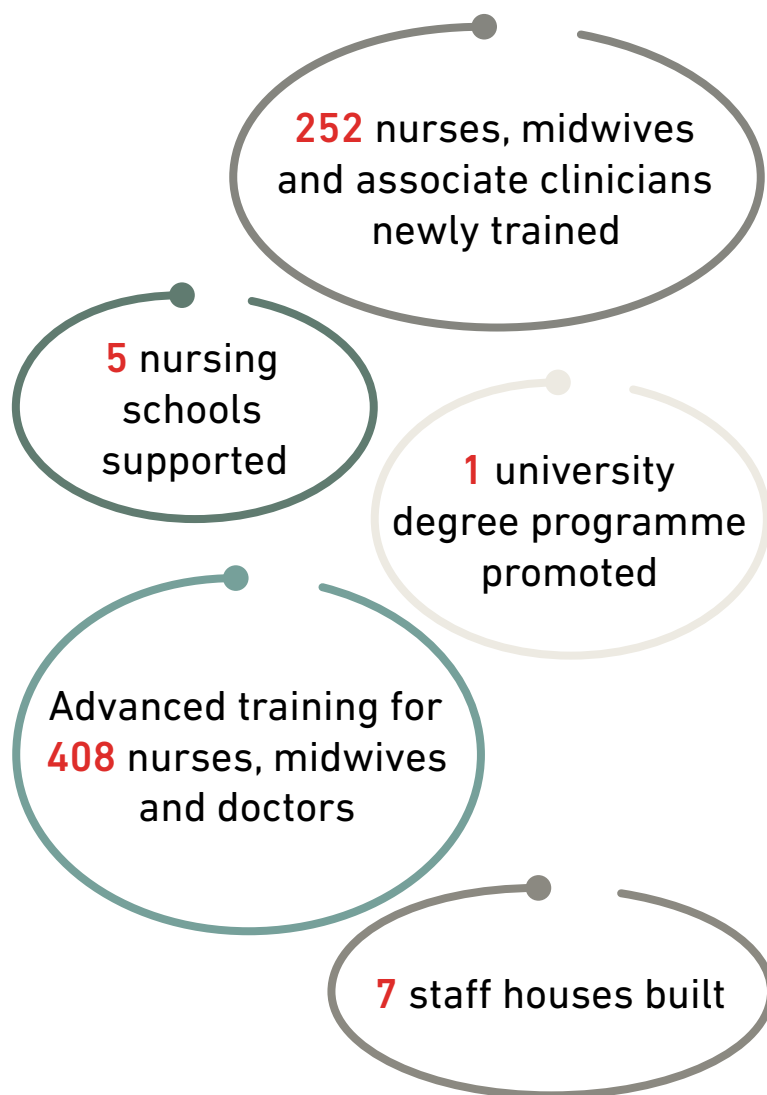 252 nurses, midwives
and associate clinicians
newly trained
5 nursing
schools
supported
1 university
degree programme
promoted
Advanced training for
408 nurses, midwives
and doctors
7 staff houses built